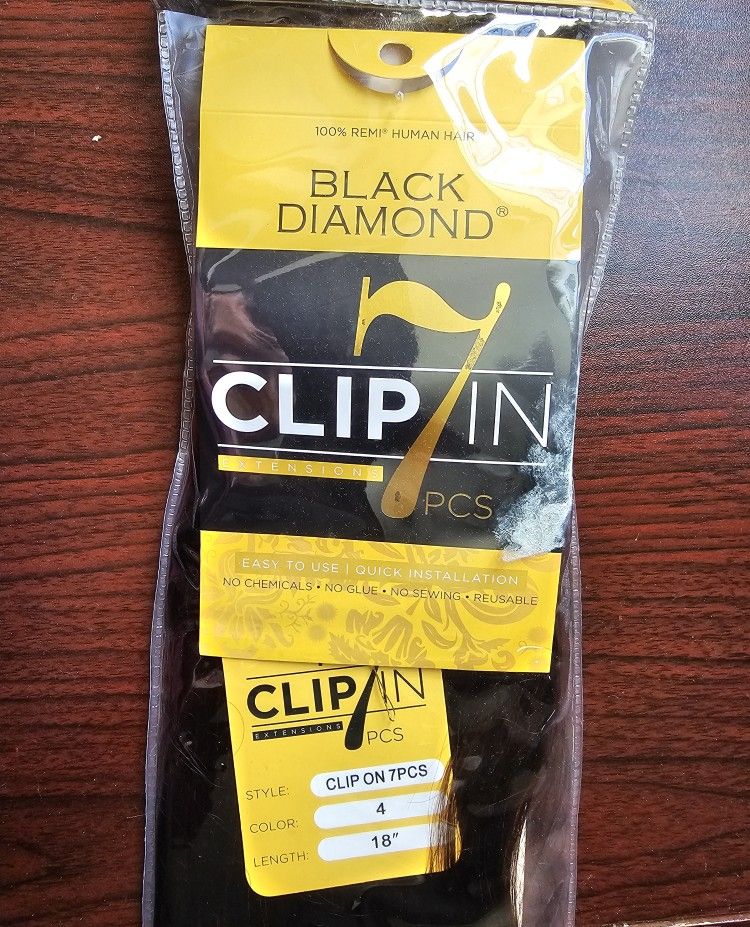 100% REMI® HUMAN HAIR
BLACK
DIAMOND®
7
CLIP IN
EXTENSIONS
7 PCS
EASY TO USE | QUICK INSTALLATION
NO CHEMICALS • NO GLUE • NO SEWING • REUSABLE
CLIP IN
EXTENSIONS
7 PCS
STYLE: CLIP ON 7PCS
COLOR: 4
LENGTH: 18"